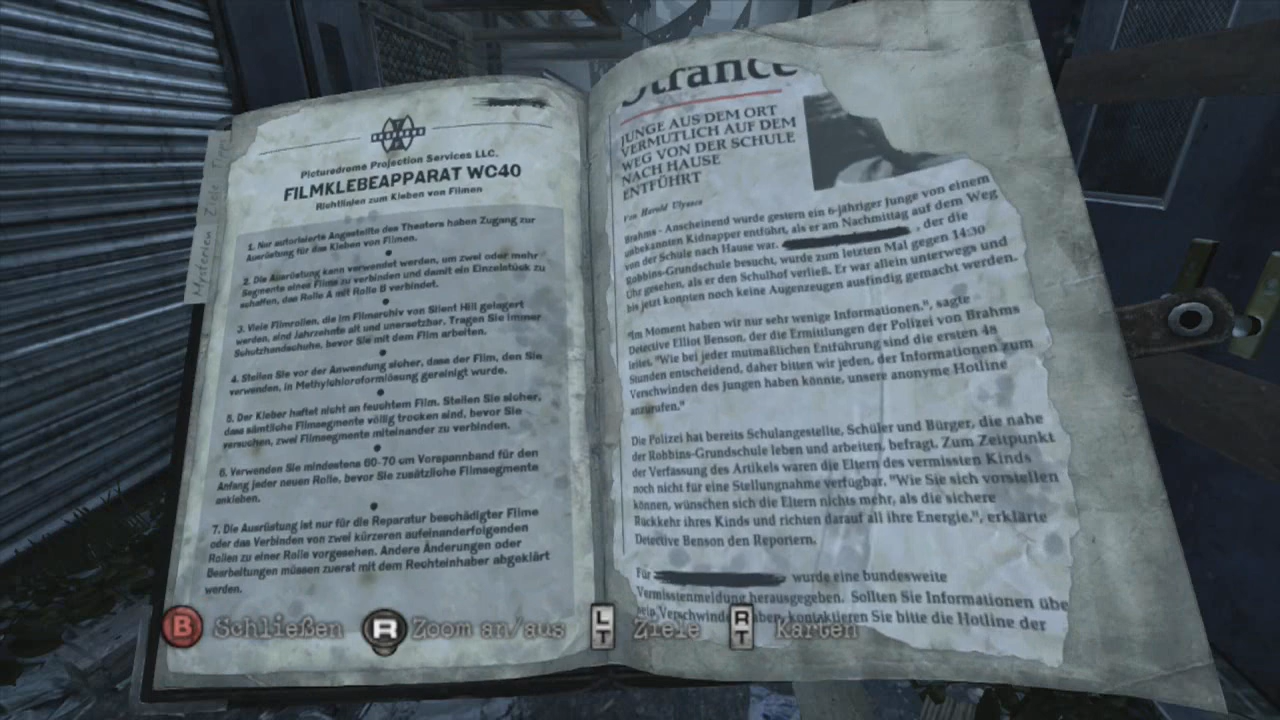 Mysterien Ziele
Picturedrome Projection Services LLC.
FILMKLEBEAPPARAT WC40
Richtlinien zum Kleben von Filmen
1. Nur autorisierte Angestellte des Theaters haben Zugang zur
Ausrüstung für das Kleben von Filmen.
2. Die Ausrüstung kann verwendet werden, um zwei oder mehr
Segmente eines Films zu verbinden und damit ein Einzelstück zu
schaffen, das Rolle A mit Rolle B verbindet.
3. Viele Filmrollen, die im Filmarchiv von Silent Hill gelagert
werden, sind Jahrzehnte alt und unersetzbar. Tragen Sie immer
Schutzhandschuhe, bevor Sie mit dem Film arbeiten.
4. Stellen Sie vor der Anwendung sicher, dass der Film, den Sie
verwenden, in Methylchloroformlösung gereinigt wurde.
5. Der Kleber haftet nicht an feuchtem Film. Stellen Sie sicher,
dass sämtliche Filmsegmente völlig trocken sind, bevor Sie
versuchen, zwei Filmsegmente miteinander zu verbinden.
6. Verwenden Sie mindestens 60-70 cm Vorspannband für den
Anfang jeder neuen Rolle, bevor Sie zusätzliche Filmsegmente
ankleben.
7. Die Ausrüstung ist nur für die Reparatur beschädigter Filme
oder das Verbinden von zwei kürzeren aufeinanderfolgenden
Rollen zu einer Rolle vorgesehen. Andere Änderungen oder
Bearbeitungen müssen zuerst mit dem Rechteinhaber abgeklärt
werden.
JUNGE AUS DEM ORT
VERMUTLICH AUF DEM
WEG VON DER SCHULE
NACH HAUSE
ENTFÜHRT
Von Harold Ulysses
Brahms - Anscheinend wurde gestern ein 6-jähriger Junge von einem
unbekannten Kidnapper entführt, als er am Nachmittag auf dem Weg
von der Schule nach Hause war. , der die
Robbins-Grundschule besucht, wurde zum letzten Mal gegen 14:30
Uhr gesehen, als er den Schulhof verließ. Er war allein unterwegs und
bis jetzt konnten noch keine Augenzeugen ausfindig gemacht werden.
"Im Moment haben wir nur sehr wenige Informationen.", sagte
Detective Elliot Benson, der die Ermittlungen der Polizei von Brahms
leitet. "Wie bei jeder mutmaßlichen Entführung sind die ersten 48
Stunden entscheidend, daher bitten wir jeden, der Informationen zum
Verschwinden des Jungen haben könnte, unsere anonyme Hotline
anzurufen."
Die Polizei hat bereits Schulangestellte, Schüler und Bürger, die nahe
der Robbins-Grundschule leben und arbeiten, befragt. Zum Zeitpunkt
der Verfassung des Artikels waren die Eltern des vermissten Kinds
noch nicht für eine Stellungnahme verfügbar. "Wie Sie sich vorstellen
können, wünschen sich die Eltern nichts mehr, als die sichere
Rückkehr ihres Kinds und richten darauf all ihre Energie.", erklärte
Detective Benson den Reportern.
Für wurde eine bundesweite
Vermisstenmeldung herausgegeben. Sollten Sie Informationen übe
sein Verschwinden haben, kontaktieren Sie bitte die Hotline der
B Schließen R Zoom an/aus LT Ziele RT Karten